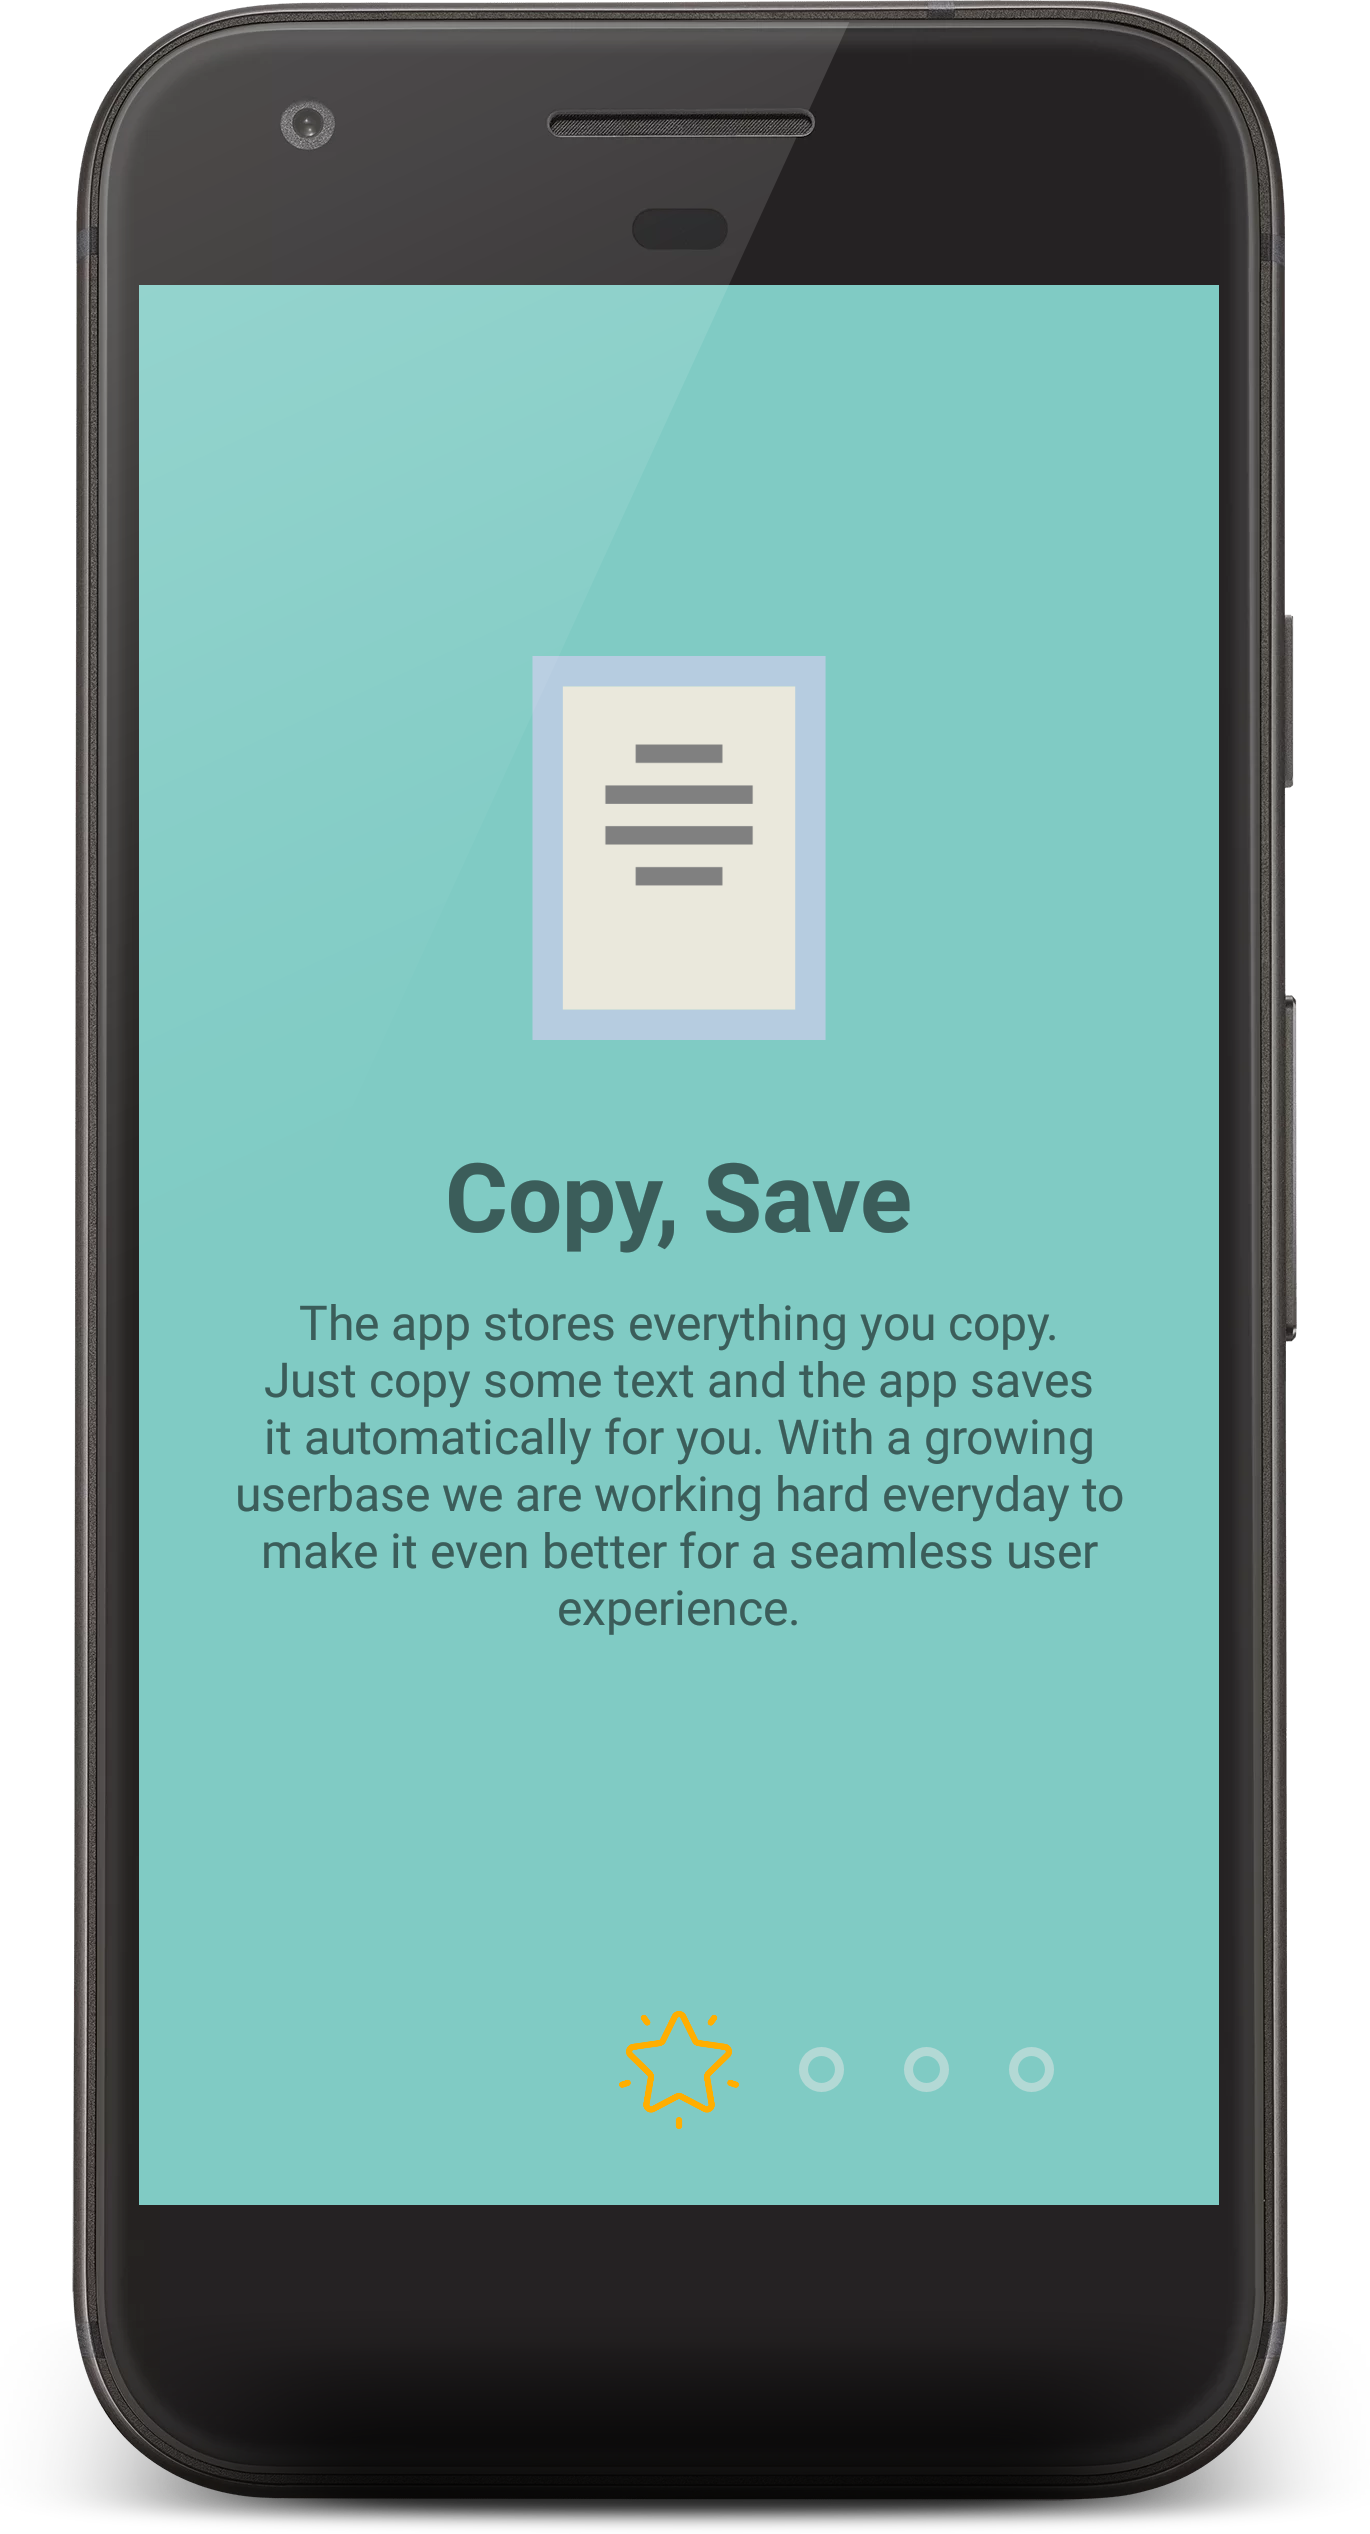 Copy, Save
The app stores everything you copy.
Just copy some text and the app saves
it automatically for you. With a growing
userbase we are working hard everyday to
make it even better for a seamless user
experience.